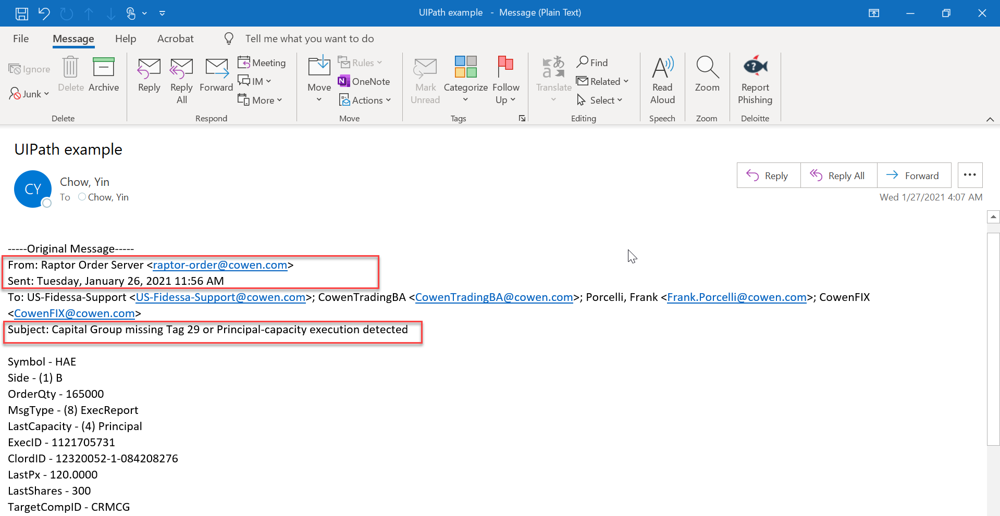 UIPath example - Message (Plain Text)
File Message Help Acrobat Tell me what you want to do
Ignore
Junk
Delete
Archive
Delete
Reply
Reply All
Forward
Meeting
IM
More
Respond
Move
Rules
OneNote
Actions
Move
Mark Unread
Categorize
Follow Up
Tags
Translate
Find
Related
Select
Editing
Read Aloud
Speech
Zoom
Zoom
Report Phishing
Deloitte
UIPath example
CY
Chow, Yin
To Chow, Yin
Reply Reply All Forward
Wed 1/27/2021 4:07 AM
-----Original Message-----
From: Raptor Order Server <raptor-order@cowen.com>
Sent: Tuesday, January 26, 2021 11:56 AM
To: US-Fidessa-Support <US-Fidessa-Support@cowen.com>; CowenTradingBA <CowenTradingBA@cowen.com>; Porcelli, Frank <Frank.Porcelli@cowen.com>; CowenFIX
<CowenFIX@cowen.com>
Subject: Capital Group missing Tag 29 or Principal-capacity execution detected
Symbol - HAE
Side - (1) B
OrderQty - 165000
MsgType - (8) ExecReport
LastCapacity - (4) Principal
ExecID - 1121705731
ClordID - 12320052-1-084208276
LastPx - 120.0000
LastShares - 300
TargetCompID - CRMCG